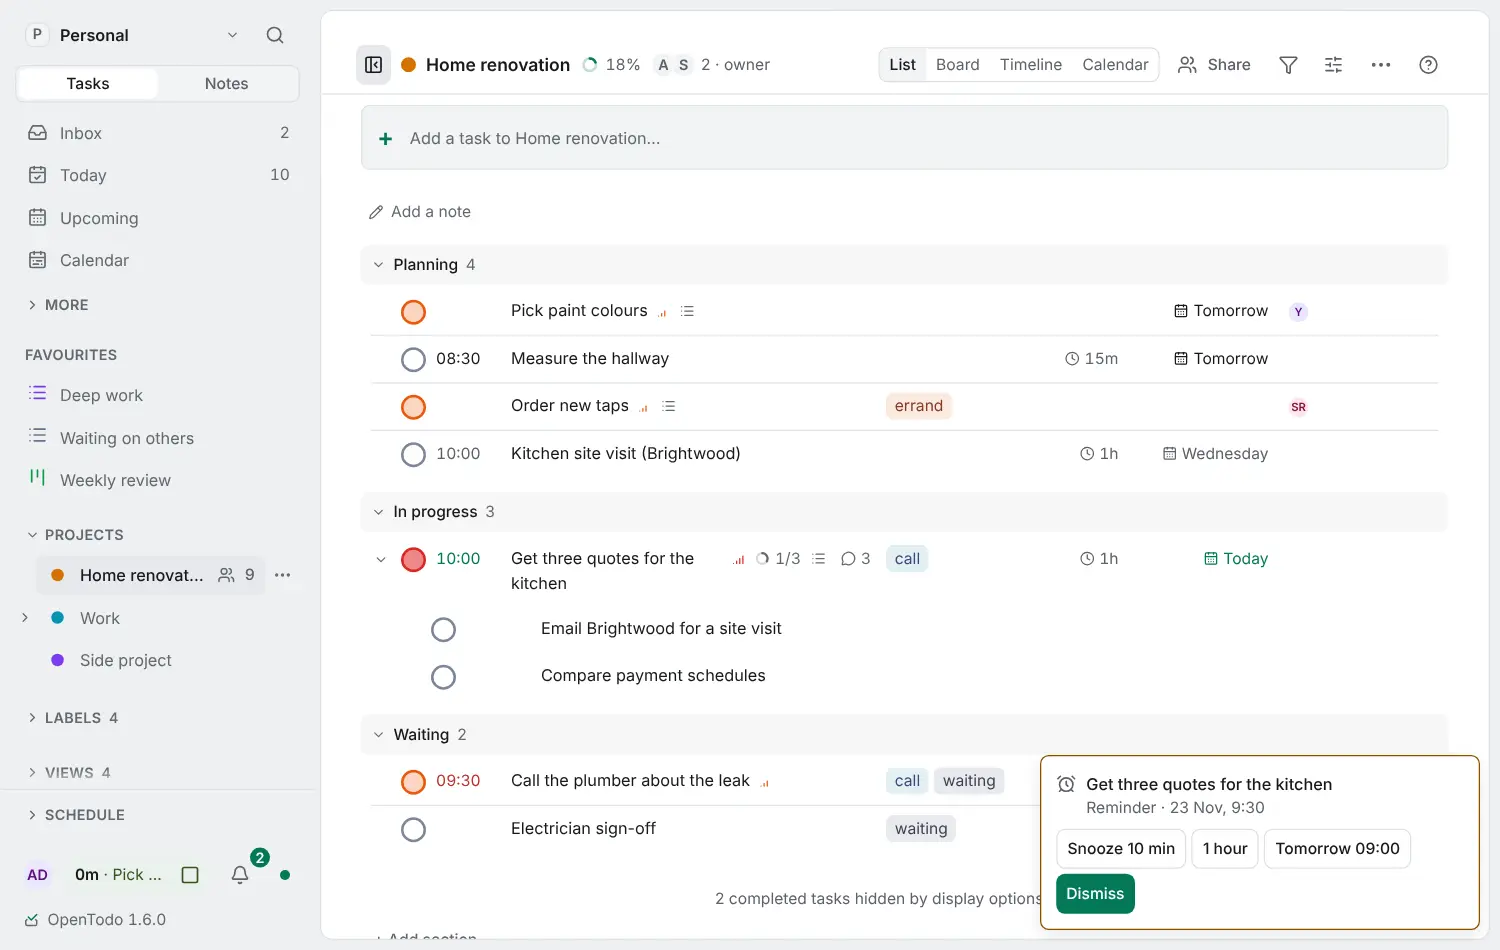 P Personal
Tasks Notes
Inbox 2
Today 10
Upcoming
Calendar
MORE
FAVOURITES
Deep work
Waiting on others
Weekly review
PROJECTS
Home renovat... 9
Work
Side project
LABELS 4
VIEWS 4
SCHEDULE
AD 0m · Pick ... 2
OpenTodo 1.6.0
Home renovation 18% A S 2 · owner
List Board Timeline Calendar Share
Add a task to Home renovation...
Add a note
Planning 4
Pick paint colours Tomorrow Y
08:30 Measure the hallway 15m Tomorrow
Order new taps errand SR
10:00 Kitchen site visit (Brightwood) 1h Wednesday
In progress 3
10:00 Get three quotes for the 1/3 3 call 1h Today
kitchen
Email Brightwood for a site visit
Compare payment schedules
Waiting 2
09:30 Call the plumber about the leak call waiting
Electrician sign-off waiting
2 completed tasks hidden by display options
Add section
Get three quotes for the kitchen
Reminder · 23 Nov, 9:30
Snooze 10 min 1 hour Tomorrow 09:00
Dismiss